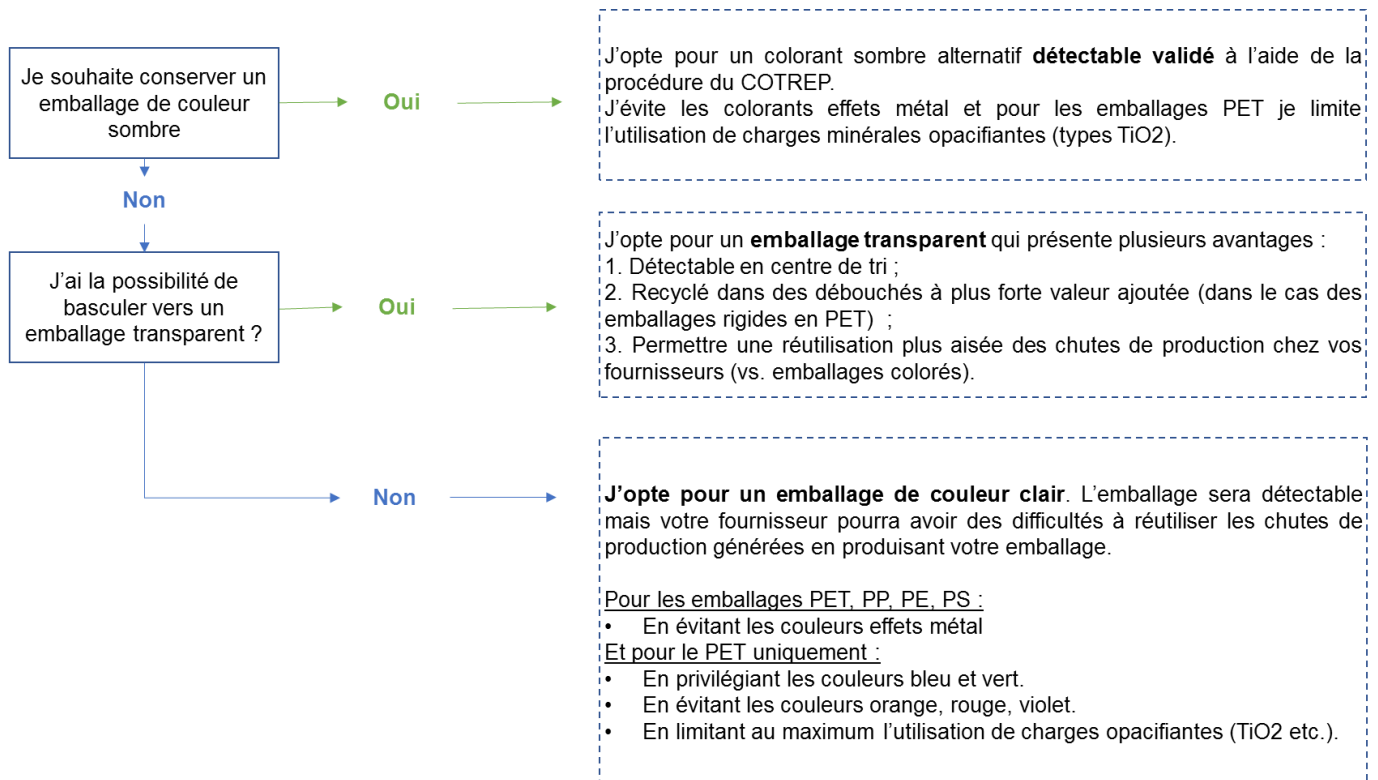 Je souhaite conserver un
emballage de couleur
sombre
Oui
J’opte pour un colorant sombre alternatif détectable validé à l’aide de la
procédure du COTREP.
J’évite les colorants effets métal et pour les emballages PET je limite
l’utilisation de charges minérales opacifiantes (types TiO2).
Non
J’ai la possibilité de
basculer vers un
emballage transparent ?
Oui
J’opte pour un emballage transparent qui présente plusieurs avantages :
1. Détectable en centre de tri ;
2. Recyclé dans des débouchés à plus forte valeur ajoutée (dans le cas des
emballages rigides en PET) ;
3. Permettre une réutilisation plus aisée des chutes de production chez vos
fournisseurs (vs. emballages colorés).
Non
J’opte pour un emballage de couleur clair. L’emballage sera détectable
mais votre fournisseur pourra avoir des difficultés à réutiliser les chutes de
production générées en produisant votre emballage.
Pour les emballages PET, PP, PE, PS :
• En évitant les couleurs effets métal
Et pour le PET uniquement :
• En privilégiant les couleurs bleu et vert.
• En évitant les couleurs orange, rouge, violet.
• En limitant au maximum l’utilisation de charges opacifiantes (TiO2 etc.).